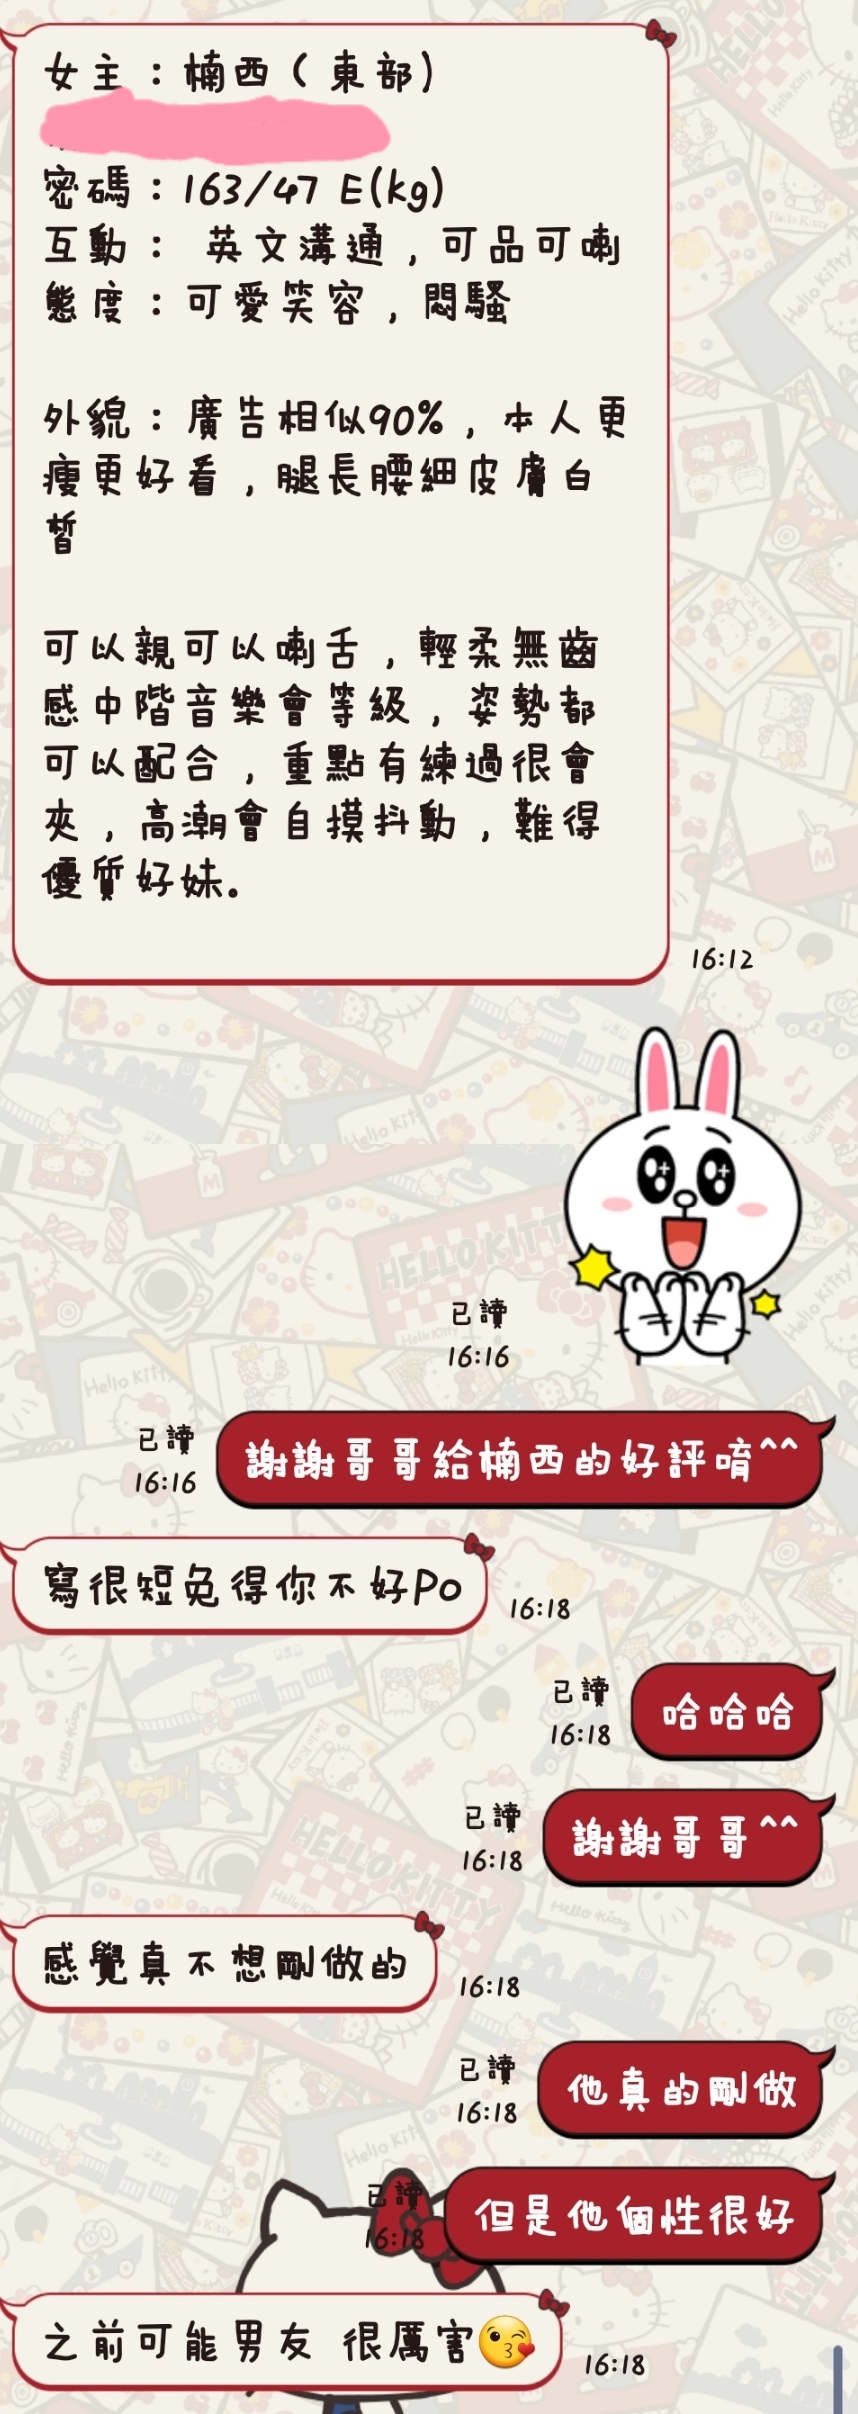 女主：楠西（東部）
密碼：163/47 E(kg)
互動： 英文溝通，可品可喇
態度：可愛笑容，悶騷
外貌：廣告相似90%，本人更
瘦更好看，腿長腰細皮膚白
皙
可以親可以喇舌，輕柔無齒
感中階音樂會等級，姿勢都
可以配合，重點有練過很會
夾，高潮會自摸抖動，難得
優質好妹。
16:12
已讀
16:16
謝謝哥哥給楠西的好評唷^^
已讀
16:16
寫很短免得你不好Po
16:18
哈哈哈
已讀
16:18
謝謝哥哥^^
已讀
16:18
感覺真不想剛做的
16:18
他真的剛做
已讀
16:18
但是他個性很好
已讀
16:18
之前可能男友 很厲害😘
16:18